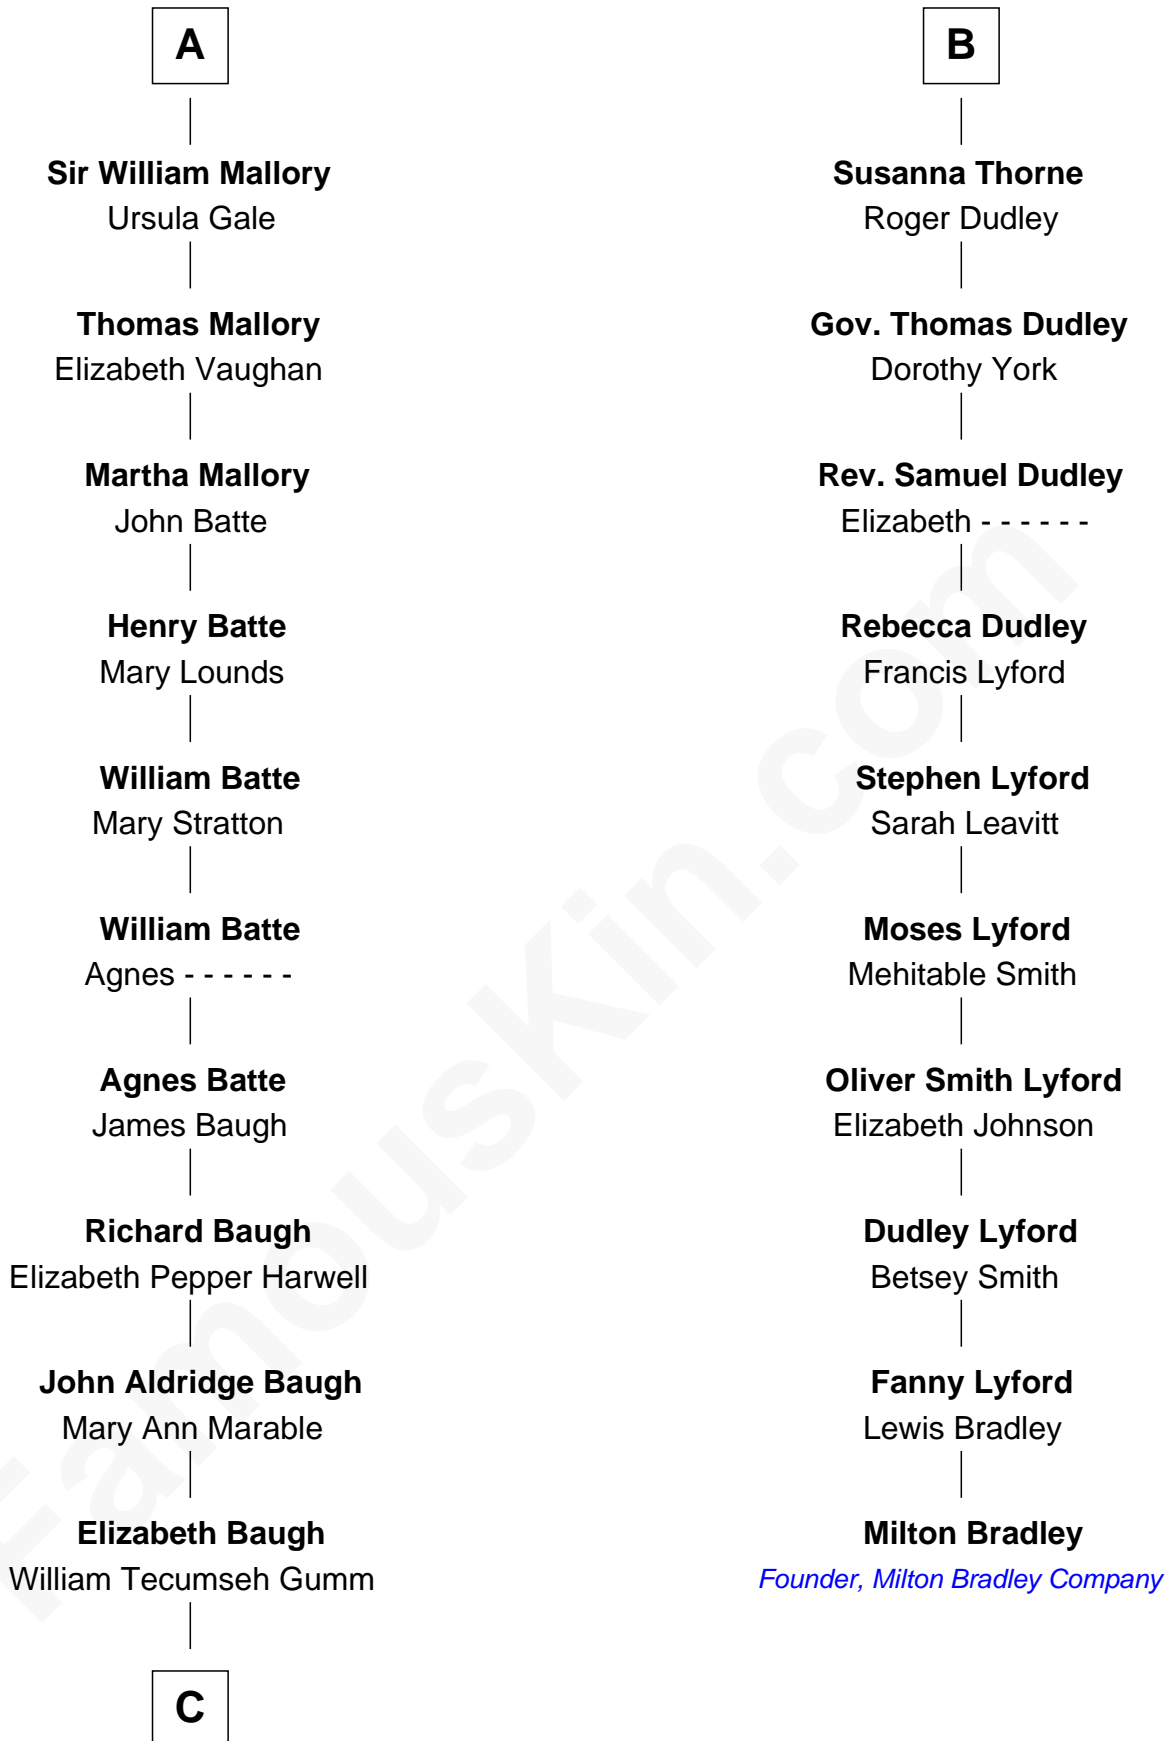 A
Sir William Mallory
Ursula Gale
Thomas Mallory
Elizabeth Vaughan
Martha Mallory
John Batte
Henry Batte
Mary Lounds
William Batte
Mary Stratton
William Batte
Agnes - - - - - -
Agnes Batte
James Baugh
Richard Baugh
Elizabeth Pepper Harwell
John Aldridge Baugh
Mary Ann Marable
Elizabeth Baugh
William Tecumseh Gumm
C
B
Susanna Thorne
Roger Dudley
Gov. Thomas Dudley
Dorothy York
Rev. Samuel Dudley
Elizabeth - - - - - -
Rebecca Dudley
Francis Lyford
Stephen Lyford
Sarah Leavitt
Moses Lyford
Mehitable Smith
Oliver Smith Lyford
Elizabeth Johnson
Dudley Lyford
Betsey Smith
Fanny Lyford
Lewis Bradley
Milton Bradley
Founder, Milton Bradley Company
FamousKin.com